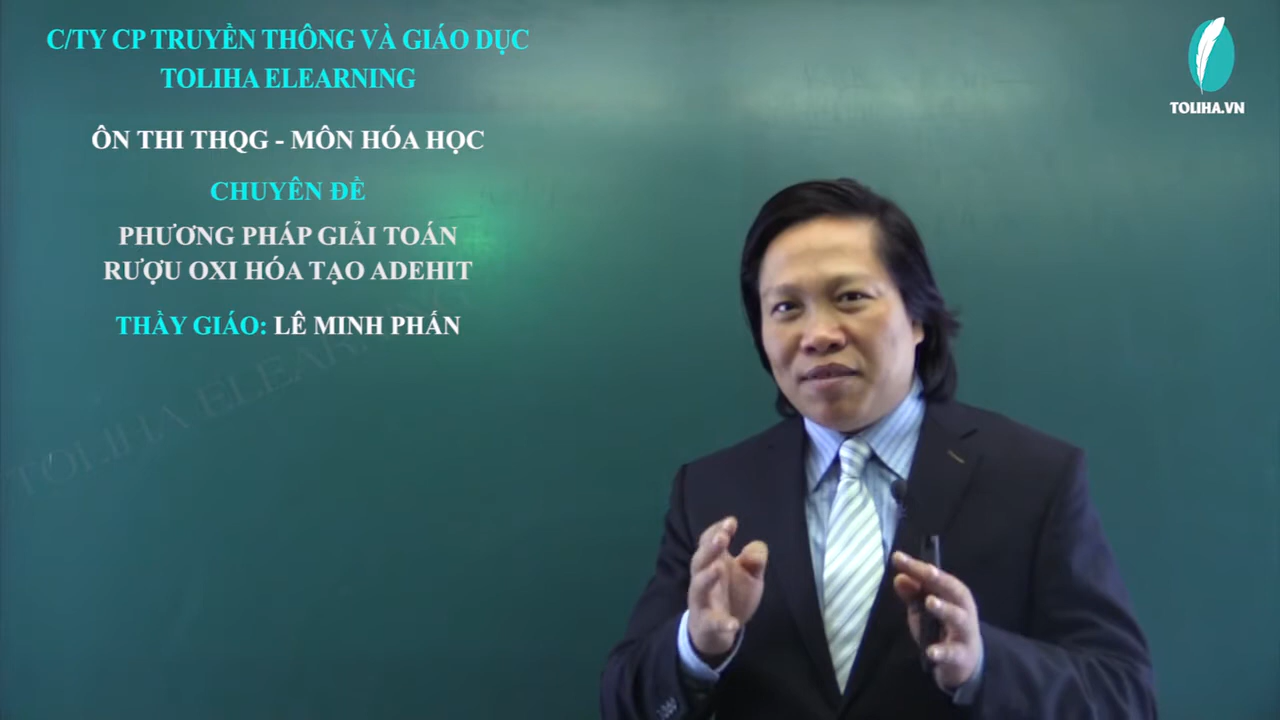 C/TY CP TRUYỀN THÔNG VÀ GIÁO DỤC
TOLIHA ELEARNING
ÔN THI THQG - MÔN HÓA HỌC
CHUYÊN ĐỀ
PHƯƠNG PHÁP GIẢI TOÁN
RƯỢU OXI HÓA TẠO ADEHIT
THẦY GIÁO: LÊ MINH PHẤN
TOLIHA.VN
TOLIHA ELEARNING